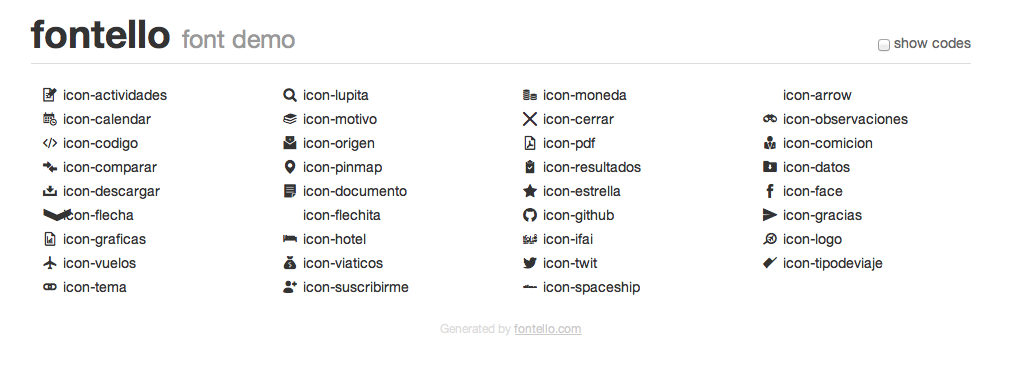 fontello font demo
show codes
icon-actividades icon-lupita icon-moneda icon-arrow
icon-calendar icon-motivo icon-cerrar icon-observaciones
icon-codigo icon-origen icon-pdf icon-comicion
icon-comparar icon-pinmap icon-resultados icon-datos
icon-descargar icon-documento icon-estrella icon-face
icon-flecha icon-flechita icon-github icon-gracias
icon-graficas icon-hotel icon-ifai icon-logo
icon-vuelos icon-viaticos icon-twit icon-tipodeviaje
icon-tema icon-suscribirme icon-spaceship
Generated by fontello.com